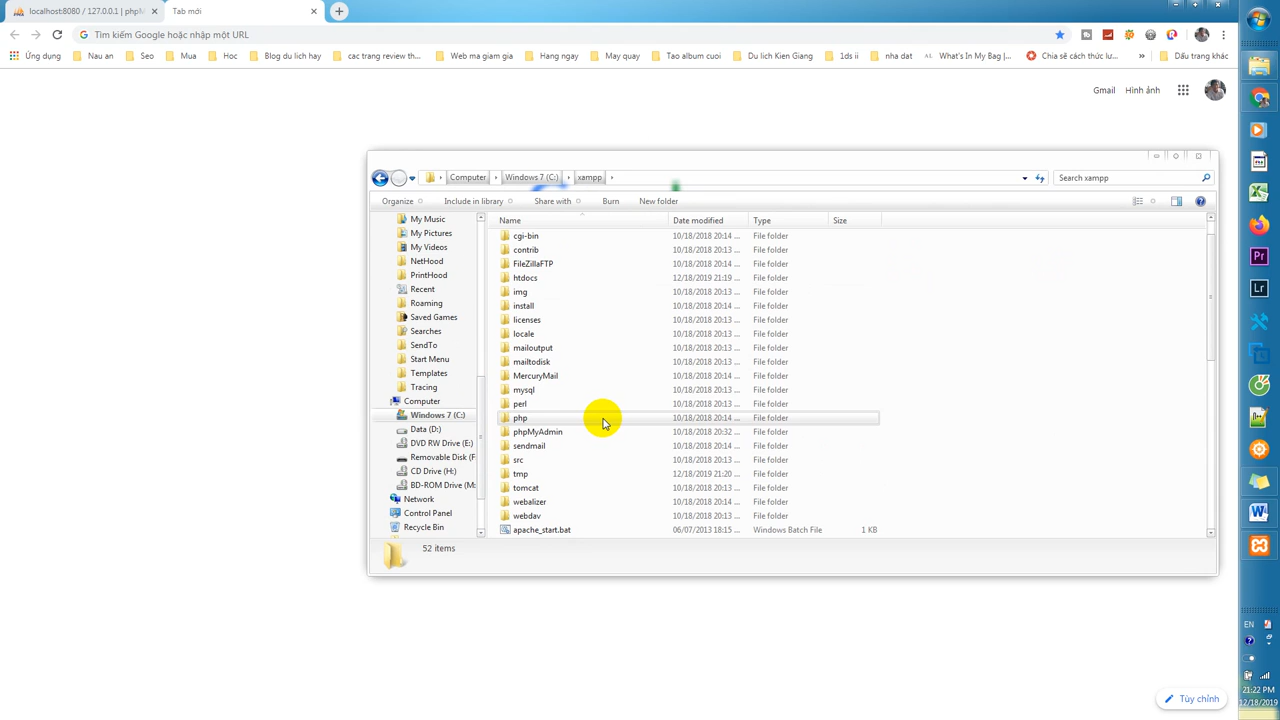 localhost:8080 / 127.0.0.1 | phpM
Tab mới
Tìm kiếm Google hoặc nhập một URL
Ứng dụng
Nau an
Seo
Mua
Hoc
Blog du lich hay
cac trang review th...
Web ma giam gia
Hang ngay
May quay
Tao album cuoi
Du lich Kien Giang
1ds ii
nha dat
What's In My Bag |...
Chia sẻ cách thức lư...
»
Dấu trang khác
Gmail
Hình ảnh
Computer
Windows 7 (C:)
xampp
Search xampp
Organize
Include in library
Share with
Burn
New folder
My Music
My Pictures
My Videos
NetHood
PrintHood
Recent
Roaming
Saved Games
Searches
SendTo
Start Menu
Templates
Tracing
Computer
Windows 7 (C:)
Data (D:)
DVD RW Drive (E:)
Removable Disk (F
CD Drive (H:)
BD-ROM Drive (M:
Network
Control Panel
Recycle Bin
Name Date modified Type Size
cgi-bin 10/18/2018 20:14 ... File folder
contrib 10/18/2018 20:13 ... File folder
FileZillaFTP 10/18/2018 20:14 ... File folder
htdocs 12/18/2019 21:19 ... File folder
img 10/18/2018 20:13 ... File folder
install 10/18/2018 20:14 ... File folder
licenses 10/18/2018 20:13 ... File folder
locale 10/18/2018 20:13 ... File folder
mailoutput 10/18/2018 20:13 ... File folder
mailtodisk 10/18/2018 20:13 ... File folder
MercuryMail 10/18/2018 20:14 ... File folder
mysql 10/18/2018 20:13 ... File folder
perl 10/18/2018 20:13 ... File folder
php 10/18/2018 20:14 ... File folder
phpMyAdmin 10/18/2018 20:32 ... File folder
sendmail 10/18/2018 20:14 ... File folder
src 10/18/2018 20:13 ... File folder
tmp 12/18/2019 21:20 ... File folder
tomcat 10/18/2018 20:13 ... File folder
webalizer 10/18/2018 20:14 ... File folder
webdav 10/18/2018 20:13 ... File folder
apache_start.bat 06/07/2013 18:15 ... Windows Batch File 1 KB
52 items
Tùy chỉnh
Pr
Lr
EN
21:22 PM
12/18/2019